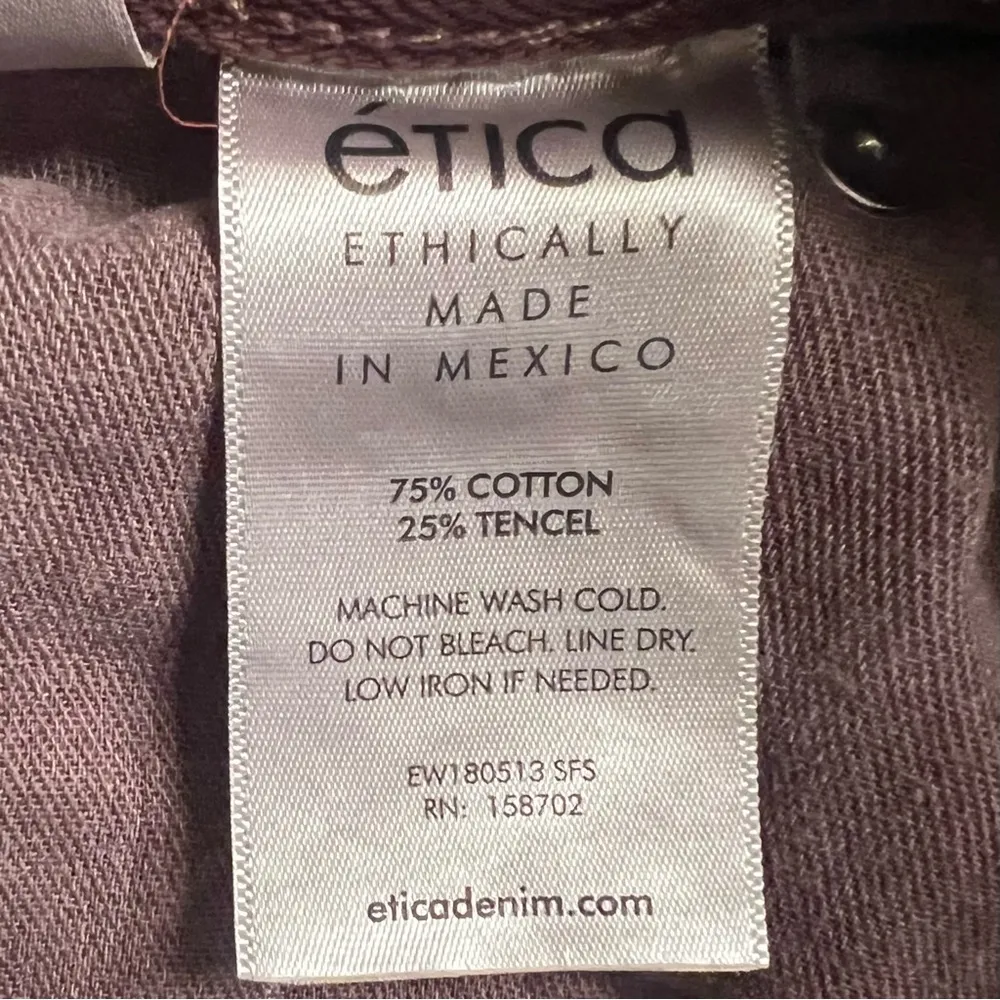 éTICa
ETHICALLY
MADE
IN MEXICO
75% COTTON
25% TENCEL
MACHINE WASH COLD.
DO NOT BLEACH. LINE DRY.
LOW IRON IF NEEDED.
EW180513 SFS
RN: 158702
eticadenim.com